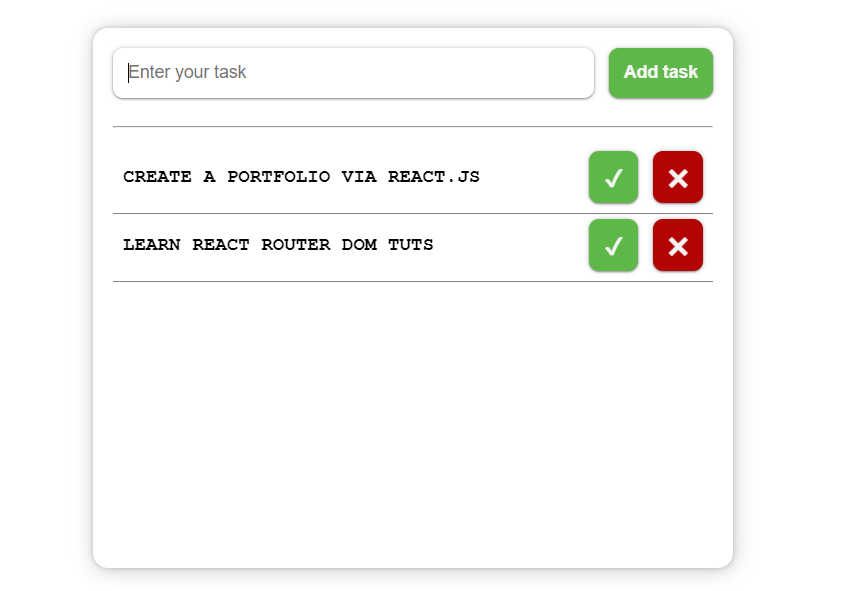 Enter your task
Add task
CREATE A PORTFOLIO VIA REACT.JS
LEARN REACT ROUTER DOM TUTS